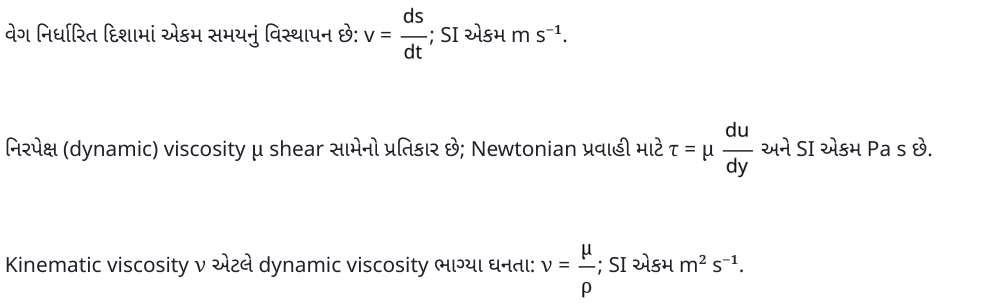 વેગ નિર્ધારિત દિશામાં એકમ સમયનું વિસ્થાપન છે: v = ds/dt; SI એકમ m s⁻¹.
નિરપેક્ષ (dynamic) viscosity μ shear સામેનો પ્રતિકાર છે; Newtonian પ્રવાહી માટે τ = μ du/dy અને SI એકમ Pa s છે.
Kinematic viscosity ν એટલે dynamic viscosity ભાગ્યા ઘનતા: ν = μ/ρ; SI એકમ m² s⁻¹.